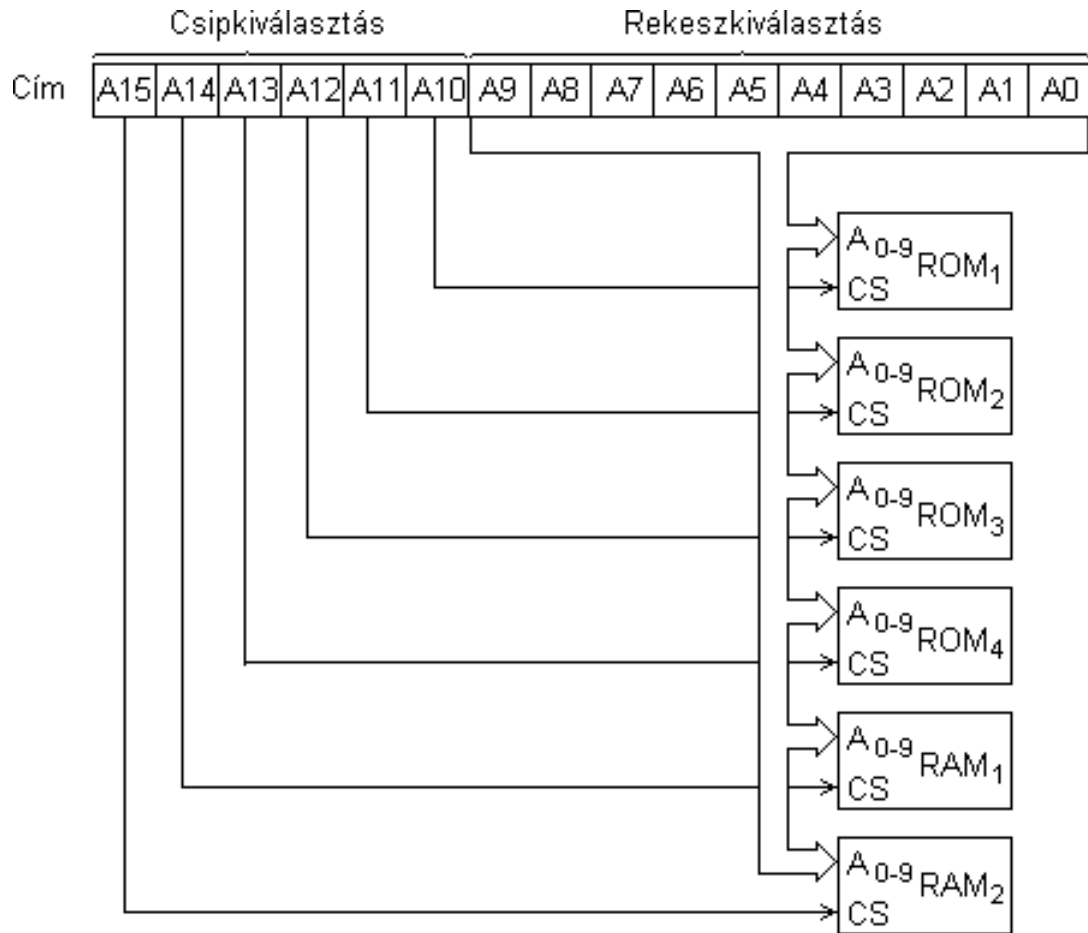 Csipkiválasztás Rekeszkiválasztás
Cím A15 A14 A13 A12 A11 A10 A9 A8 A7 A6 A5 A4 A3 A2 A1 A0
A0-9 ROM1
CS
A0-9 ROM2
CS
A0-9 ROM3
CS
A0-9 ROM4
CS
A0-9 RAM1
CS
A0-9 RAM2
CS